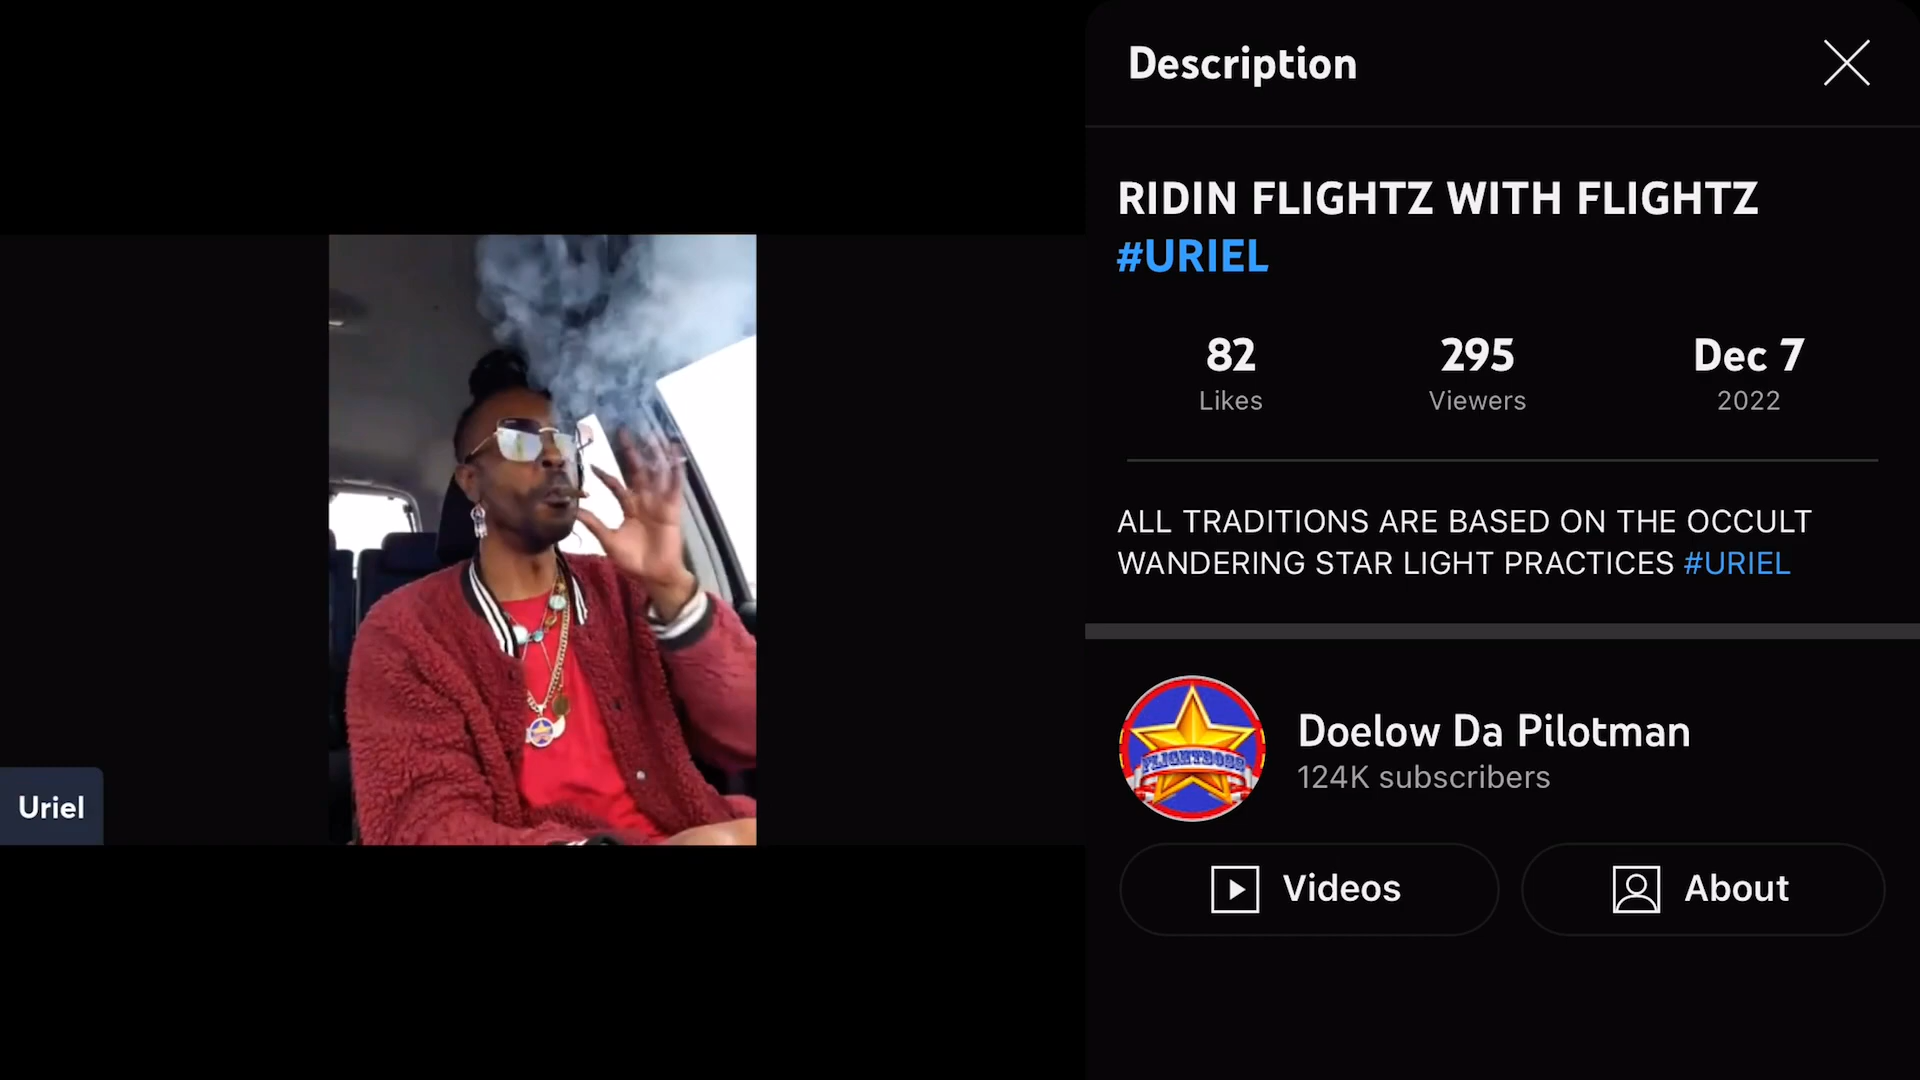 Description
RIDIN FLIGHTZ WITH FLIGHTZ
#URIEL
82
Likes
295
Viewers
Dec 7
2022
ALL TRADITIONS ARE BASED ON THE OCCULT
WANDERING STAR LIGHT PRACTICES #URIEL
FLIGHTBOSS
Doelow Da Pilotman
124K subscribers
Videos
About
Uriel